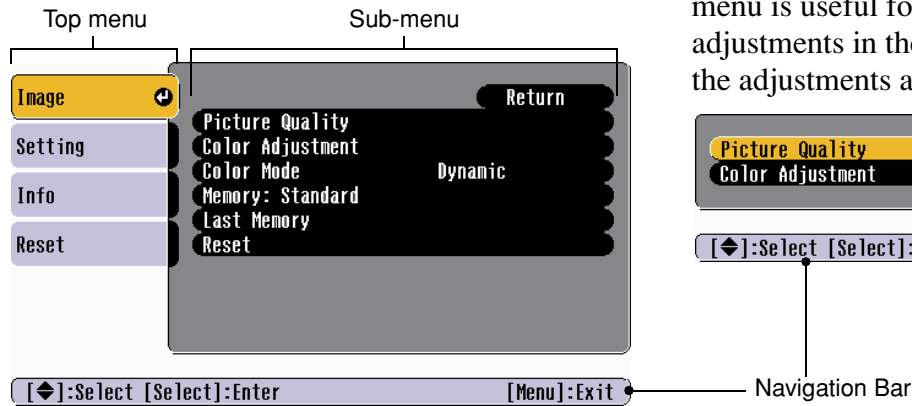 Top menu
Sub-menu
Image
Setting
Info
Reset
Return
Picture Quality
Color Adjustment
Color Mode Dynamic
Memory: Standard
Last Memory
Reset
[◆]:Select [Select]:Enter [Menu]:Exit
menu is useful fo
adjustments in the
the adjustments a
Picture Quality
Color Adjustment
[◆]:Select [Select]:
Navigation Bar